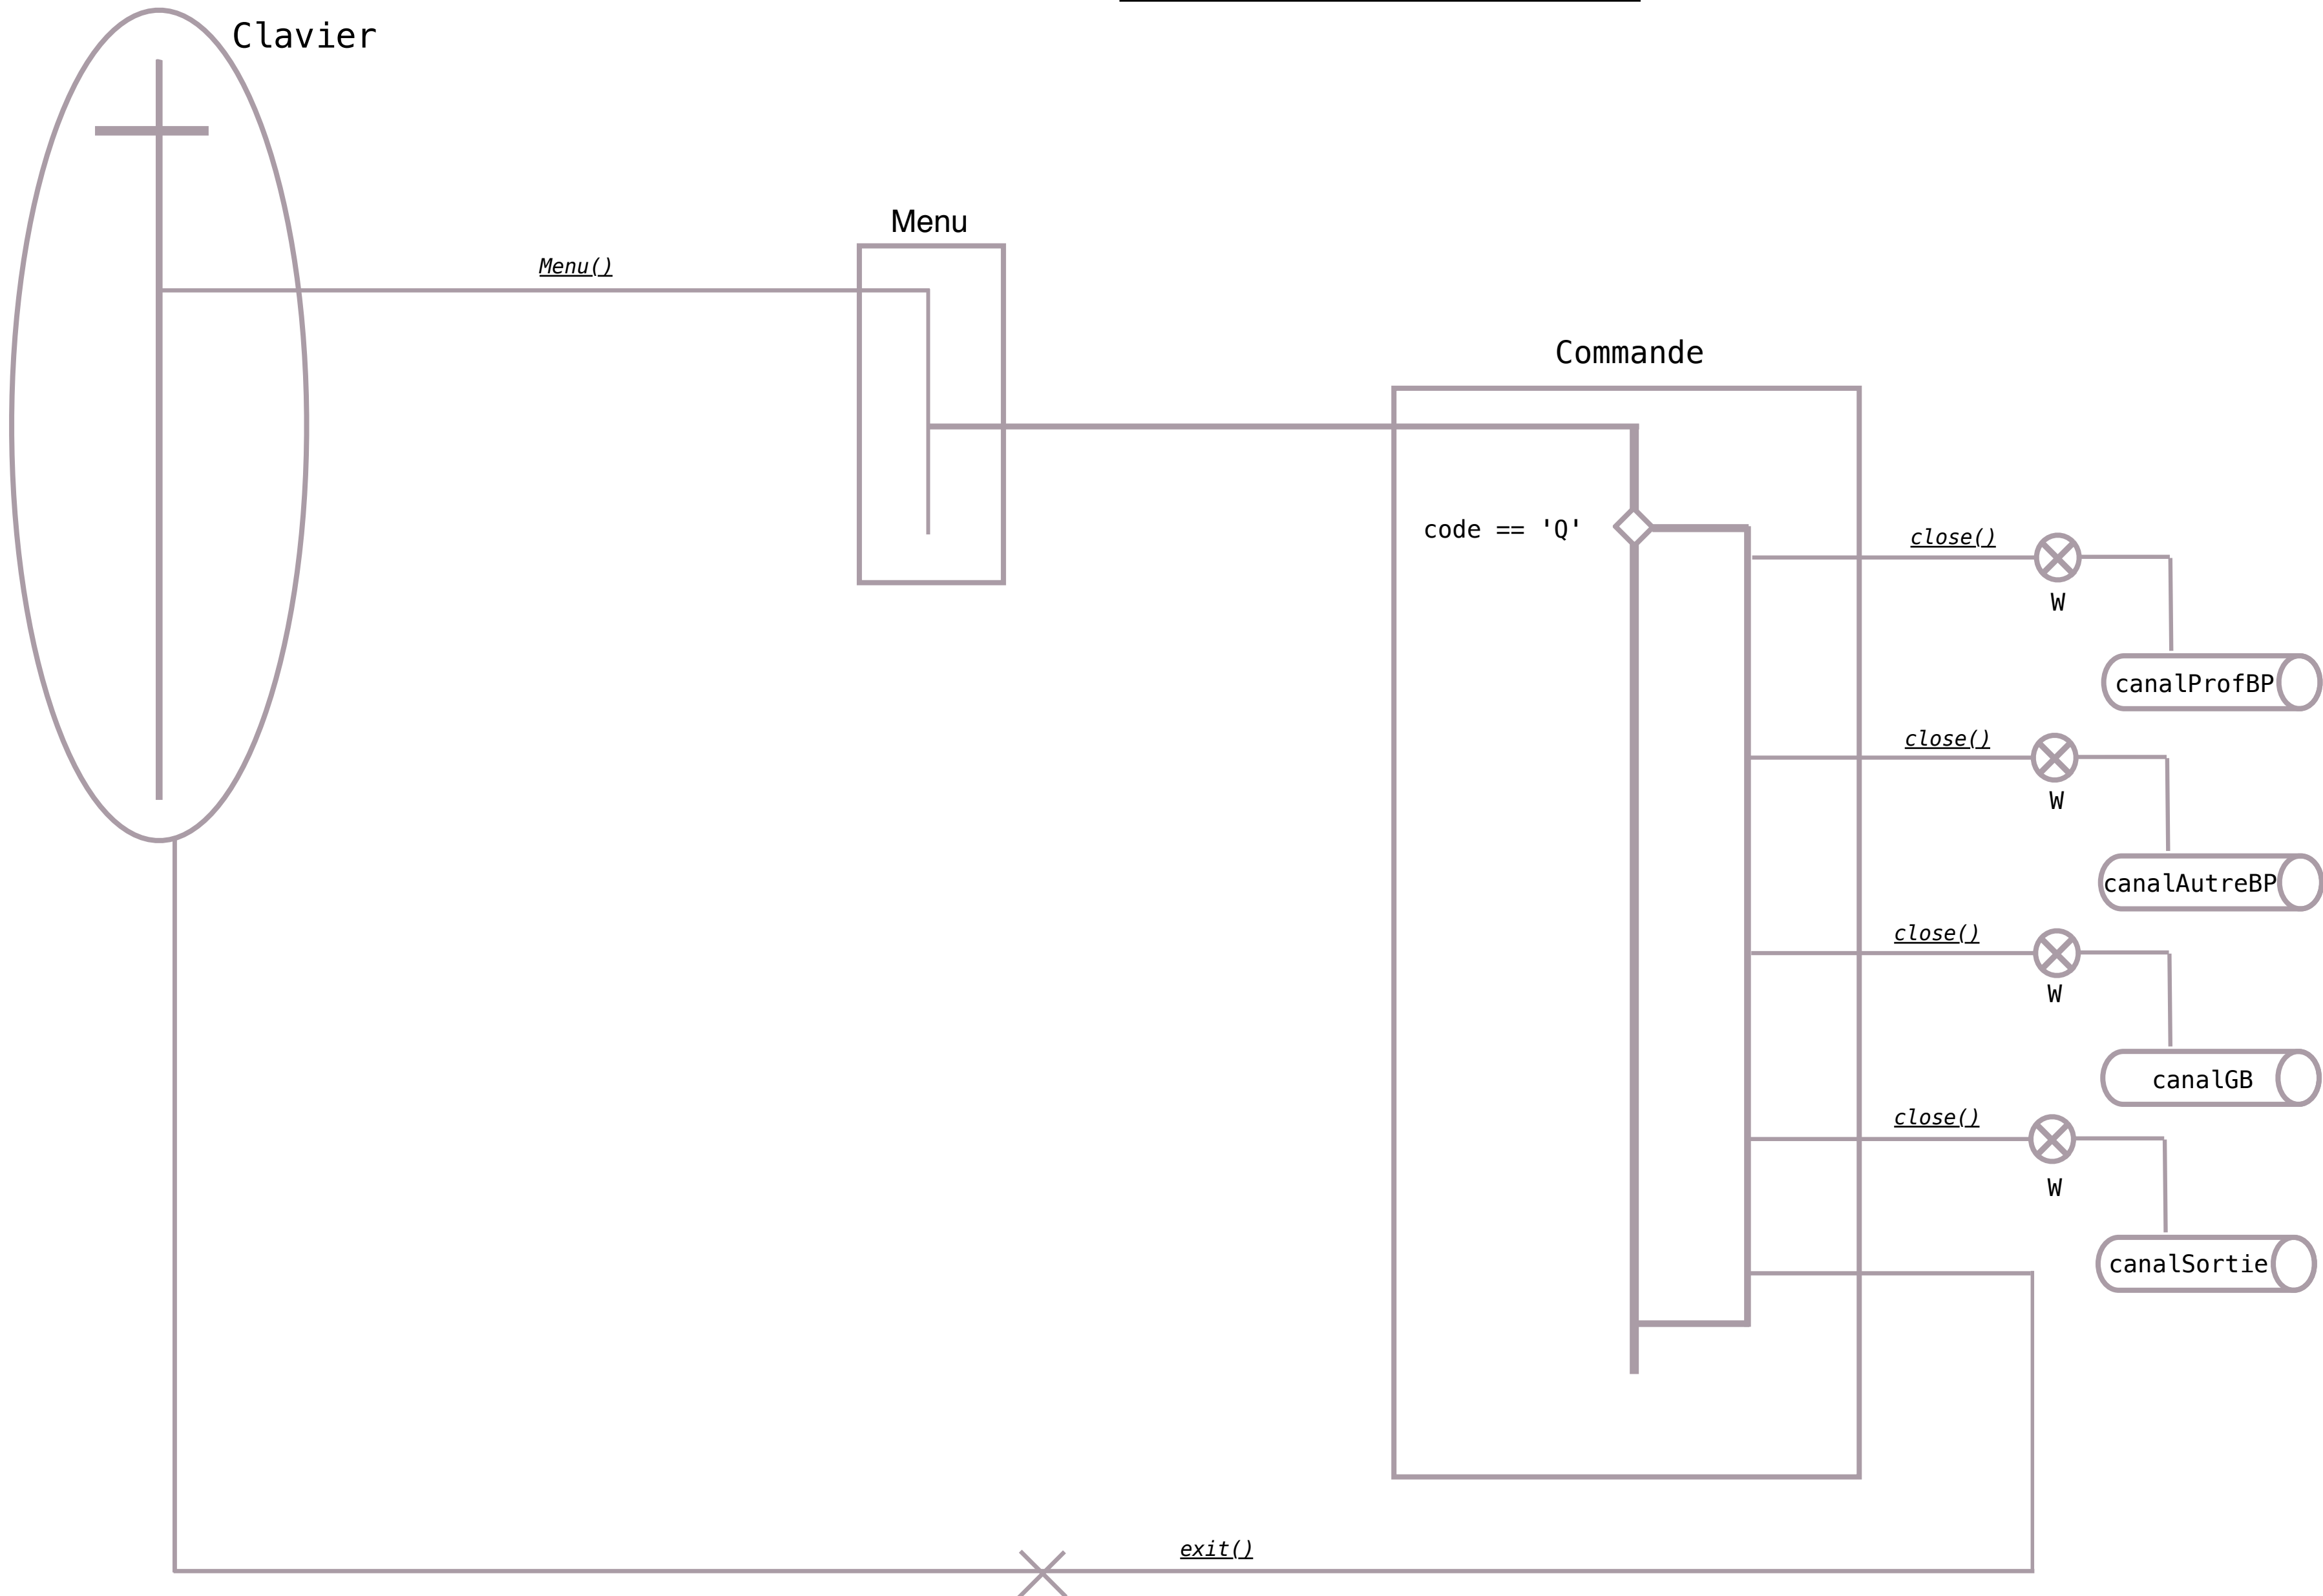 Clavier
Menu
Menu()
Commande
code == 'Q'
close()
W
canalProfBP
close()
W
canalAutreBP
close()
W
canalGB
close()
W
canalSortie
exit()